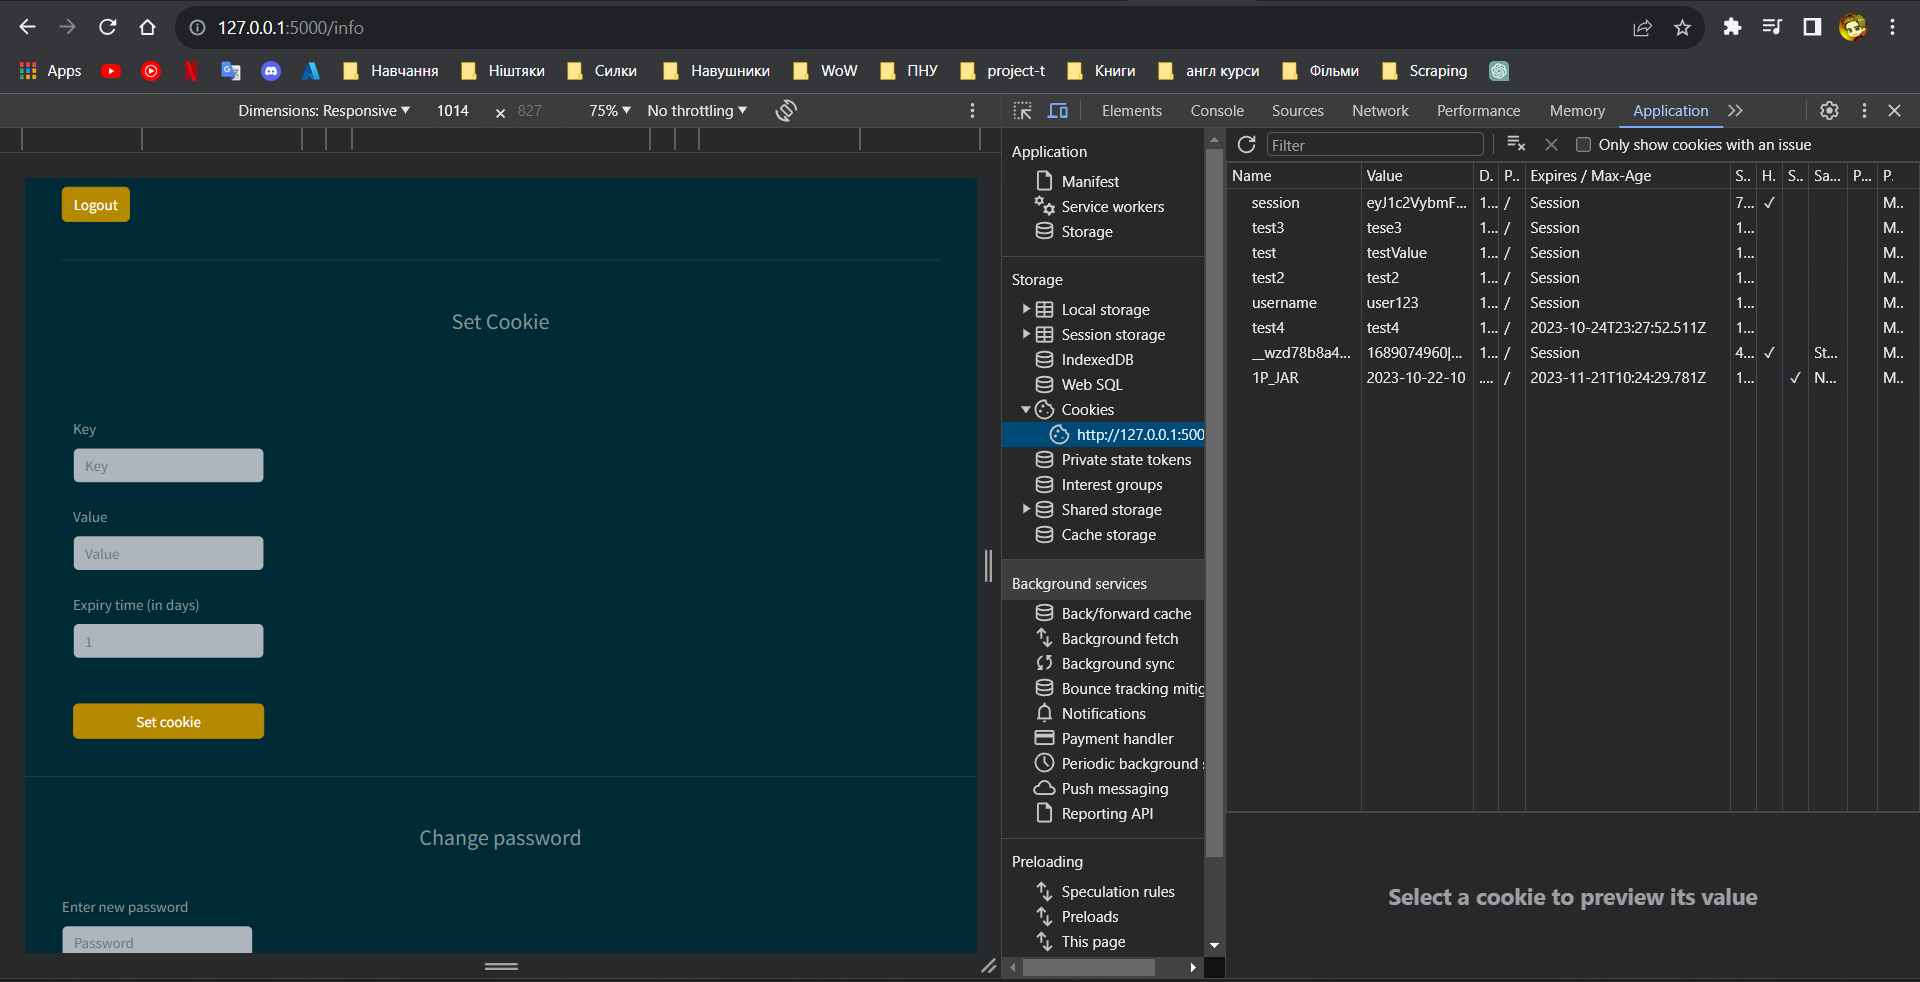 127.0.0.1:5000/info
Apps Навчання Ніштяки Силки Навушники WoW ПНУ project-t Книги англ курси Фільми Scraping
Dimensions: Responsive 1014 x 827 75% No throttling
Elements Console Sources Network Performance Memory Application
Logout
Set Cookie
Key
Key
Value
Value
Expiry time (in days)
1
Set cookie
Change password
Enter new password
Password
Application
Manifest
Service workers
Storage
Storage
Local storage
Session storage
IndexedDB
Web SQL
Cookies
http://127.0.0.1:500
Private state tokens
Interest groups
Shared storage
Cache storage
Background services
Back/forward cache
Background fetch
Background sync
Bounce tracking mitig
Notifications
Payment handler
Periodic background s
Push messaging
Reporting API
Preloading
Speculation rules
Preloads
This page
Filter Only show cookies with an issue
Name Value D. P.. Expires / Max-Age S.. H. S.. Sa... P... P.
session eyJ1c2VybmF... 1... / Session 7... ✓ M..
test3 tese3 1... / Session 1... M..
test testValue 1... / Session 1... M..
test2 test2 1... / Session 1... M..
username user123 1... / Session 1... M..
test4 test4 1... / 2023-10-24T23:27:52.511Z 1... M..
__wzd78b8a4... 1689074960|... 1... / Session 4... ✓ St... M..
1P_JAR 2023-10-22-10 .... / 2023-11-21T10:24:29.781Z 1... ✓ N... M..
Select a cookie to preview its value